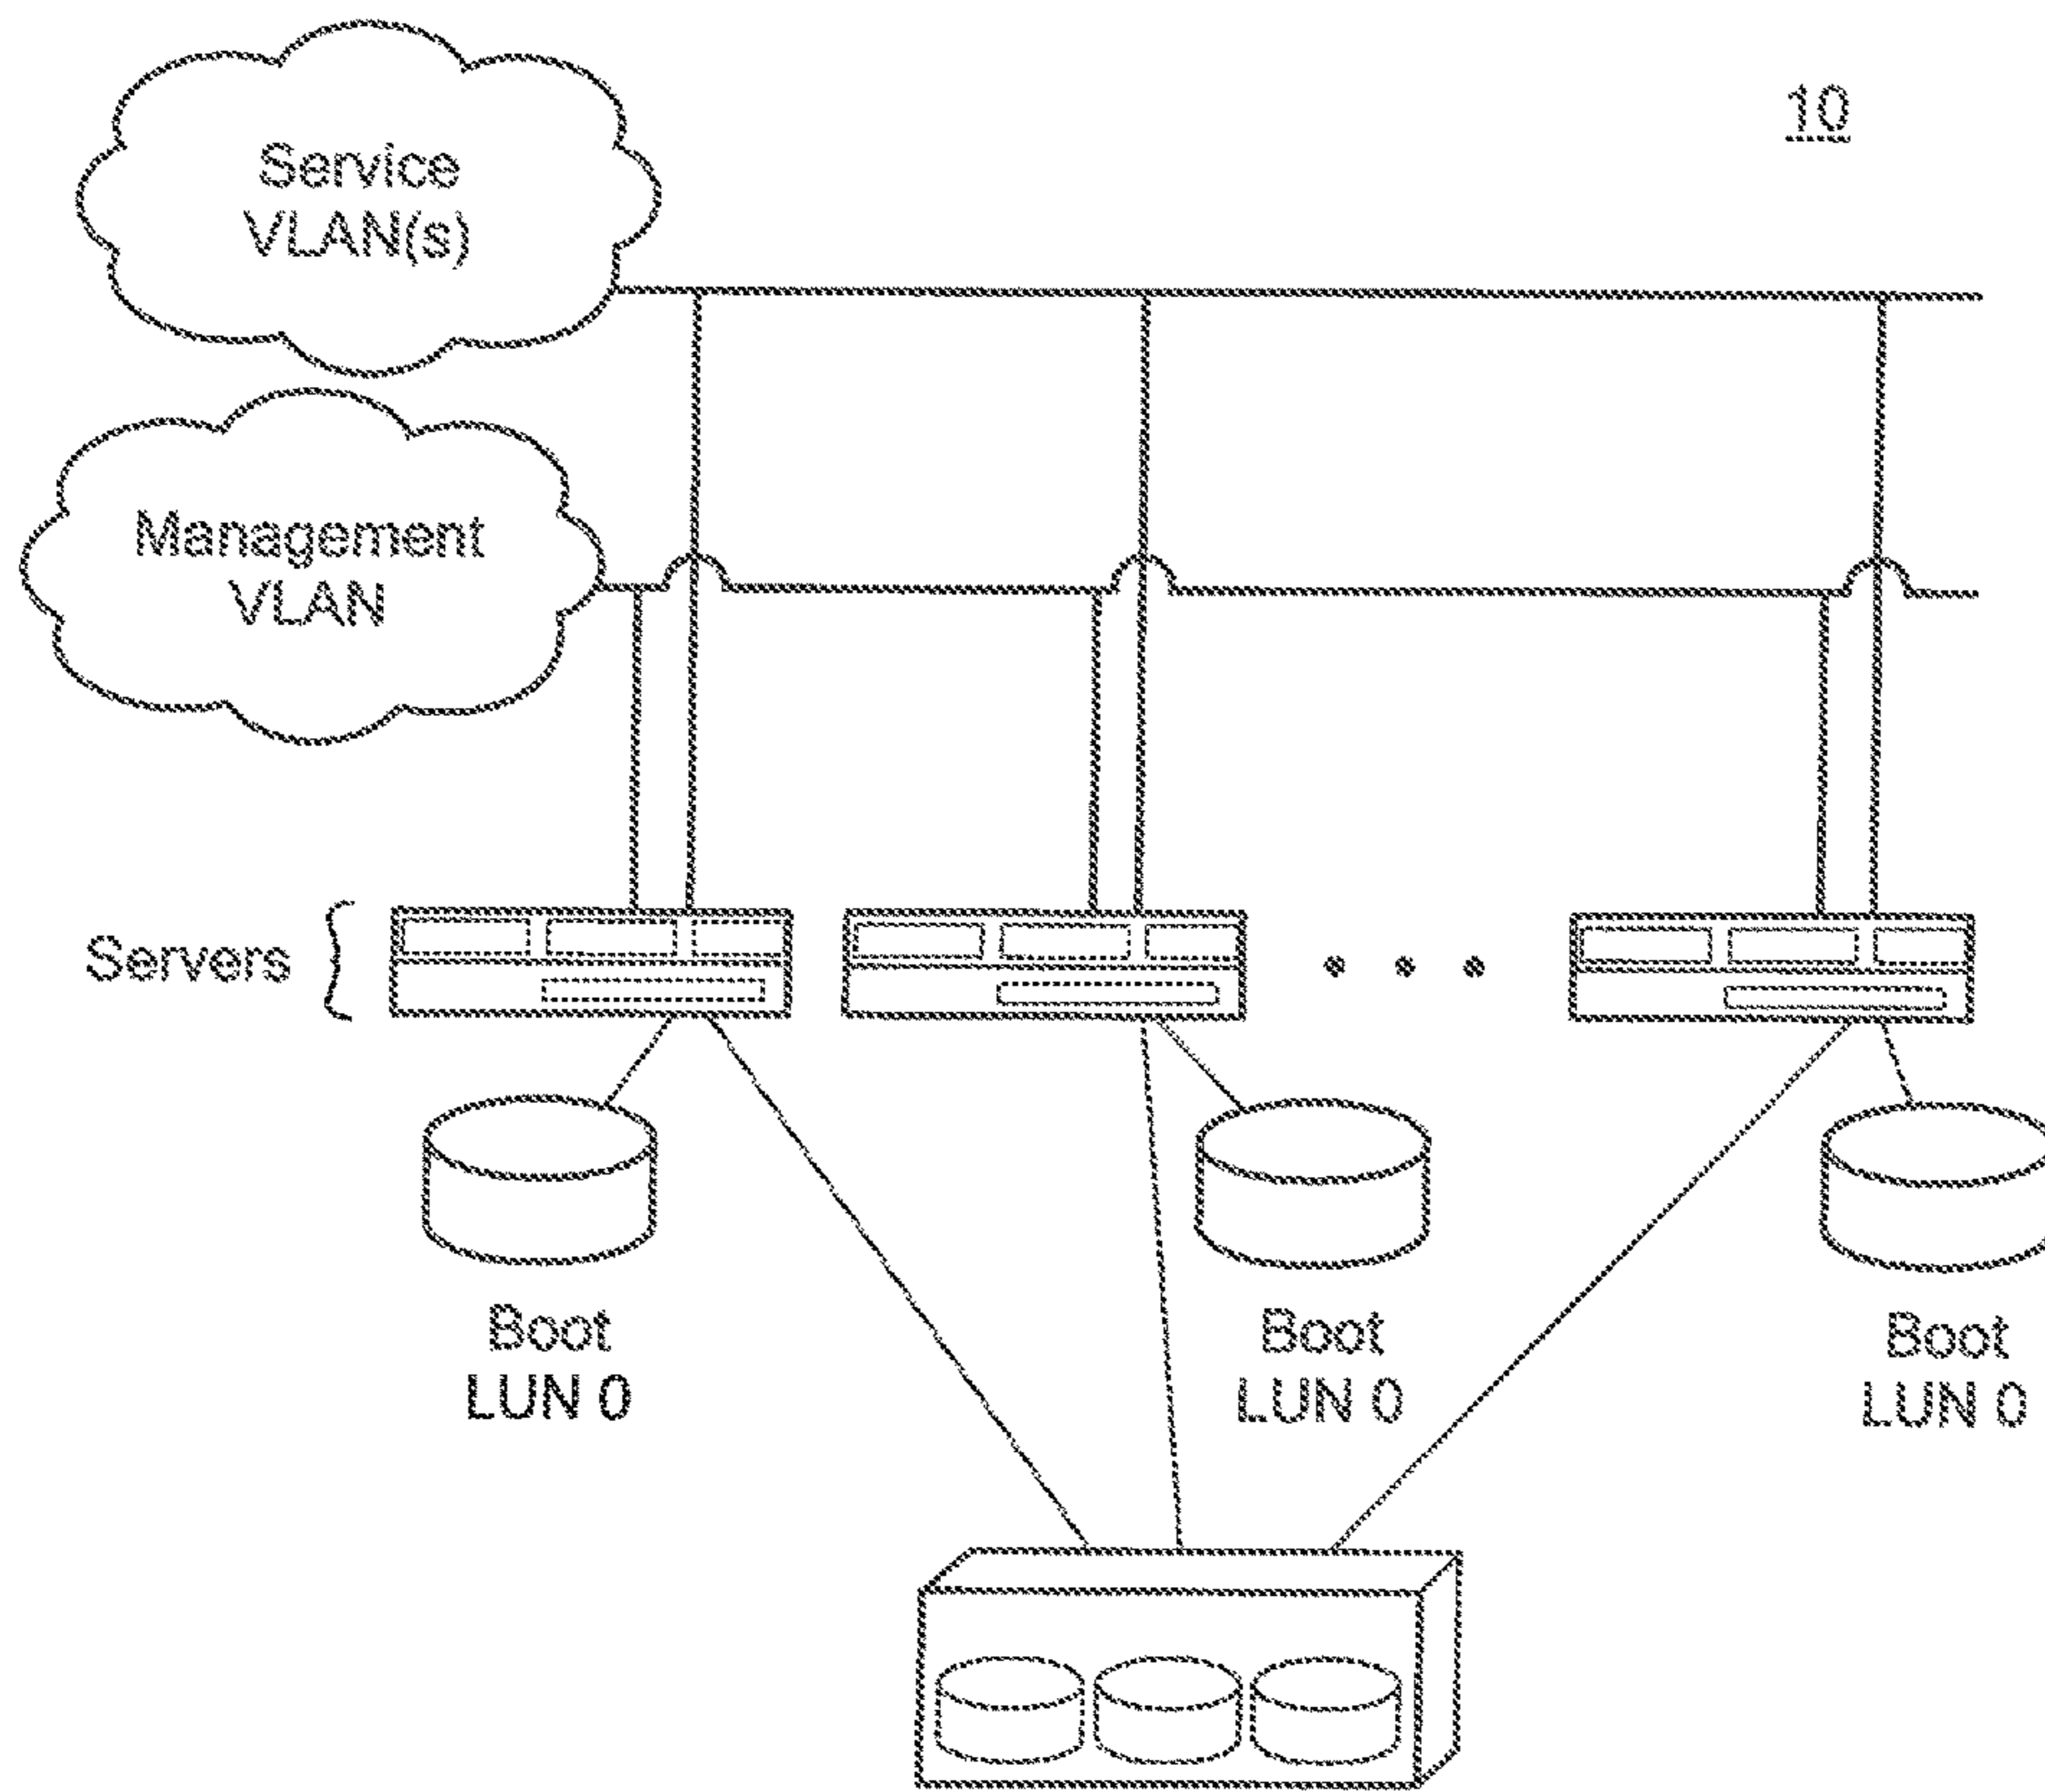 10
Service
VLAN(s)
Management
VLAN
Servers
Boot
LUN 0
Boot
LUN 0
Boot
LUN 0